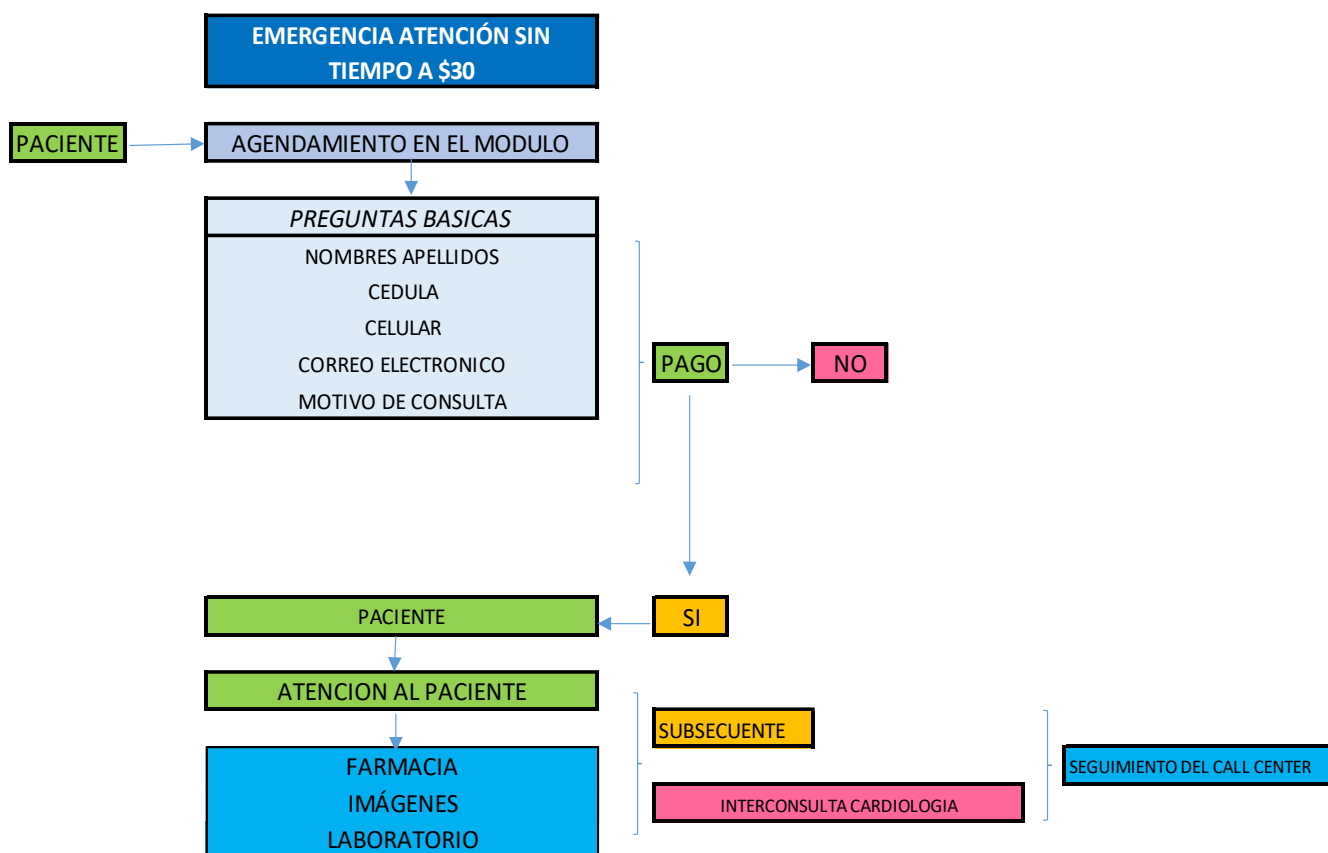 EMERGENCIA ATENCIÓN SIN
TIEMPO A $30
PACIENTE
AGENDAMIENTO EN EL MODULO
PREGUNTAS BASICAS
NOMBRES APELLIDOS
CEDULA
CELULAR
CORREO ELECTRONICO
MOTIVO DE CONSULTA
PAGO
NO
SI
PACIENTE
ATENCION AL PACIENTE
FARMACIA
IMÁGENES
LABORATORIO
SUBSECUENTE
INTERCONSULTA CARDIOLOGIA
SEGUIMIENTO DEL CALL CENTER